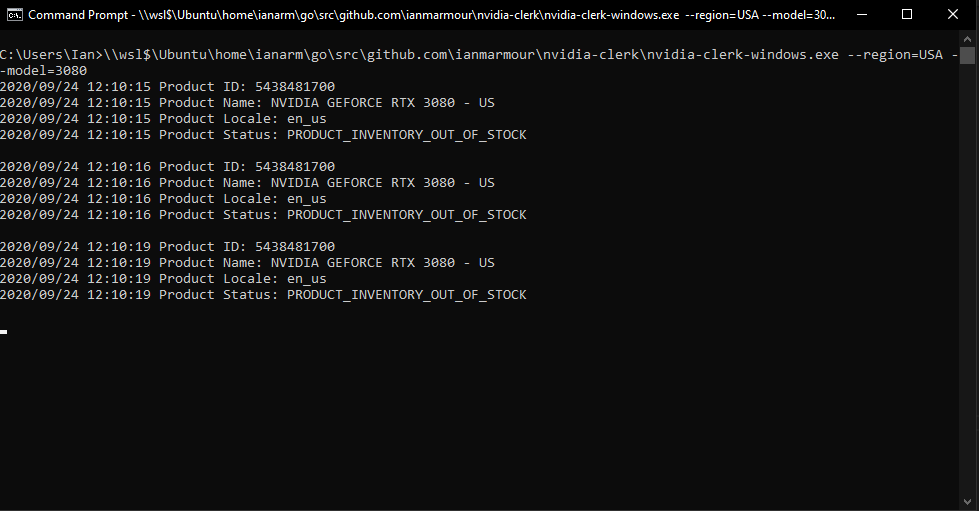 Command Prompt - \\wsl$\Ubuntu\home\ianarm\go\src\github.com\ianmarmour\nvidia-clerk\nvidia-clerk-windows.exe --region=USA --model=30...
C:\Users\Ian>\\wsl$\Ubuntu\home\ianarm\go\src\github.com\ianmarmour\nvidia-clerk\nvidia-clerk-windows.exe --region=USA -
-model=3080
2020/09/24 12:10:15 Product ID: 5438481700
2020/09/24 12:10:15 Product Name: NVIDIA GEFORCE RTX 3080 - US
2020/09/24 12:10:15 Product Locale: en_us
2020/09/24 12:10:15 Product Status: PRODUCT_INVENTORY_OUT_OF_STOCK
2020/09/24 12:10:16 Product ID: 5438481700
2020/09/24 12:10:16 Product Name: NVIDIA GEFORCE RTX 3080 - US
2020/09/24 12:10:16 Product Locale: en_us
2020/09/24 12:10:16 Product Status: PRODUCT_INVENTORY_OUT_OF_STOCK
2020/09/24 12:10:19 Product ID: 5438481700
2020/09/24 12:10:19 Product Name: NVIDIA GEFORCE RTX 3080 - US
2020/09/24 12:10:19 Product Locale: en_us
2020/09/24 12:10:19 Product Status: PRODUCT_INVENTORY_OUT_OF_STOCK